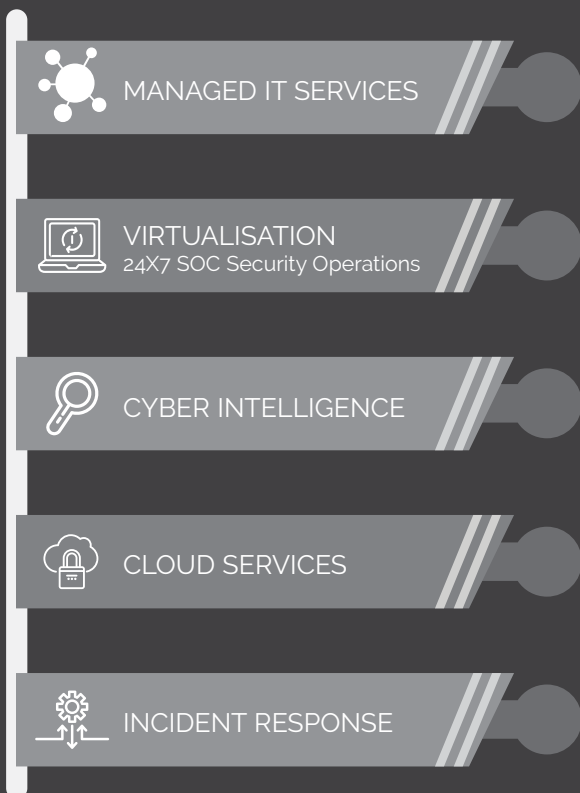 MANAGED IT SERVICES
VIRTUALISATION
24X7 SOC Security Operations
CYBER INTELLIGENCE
CLOUD SERVICES
INCIDENT RESPONSE